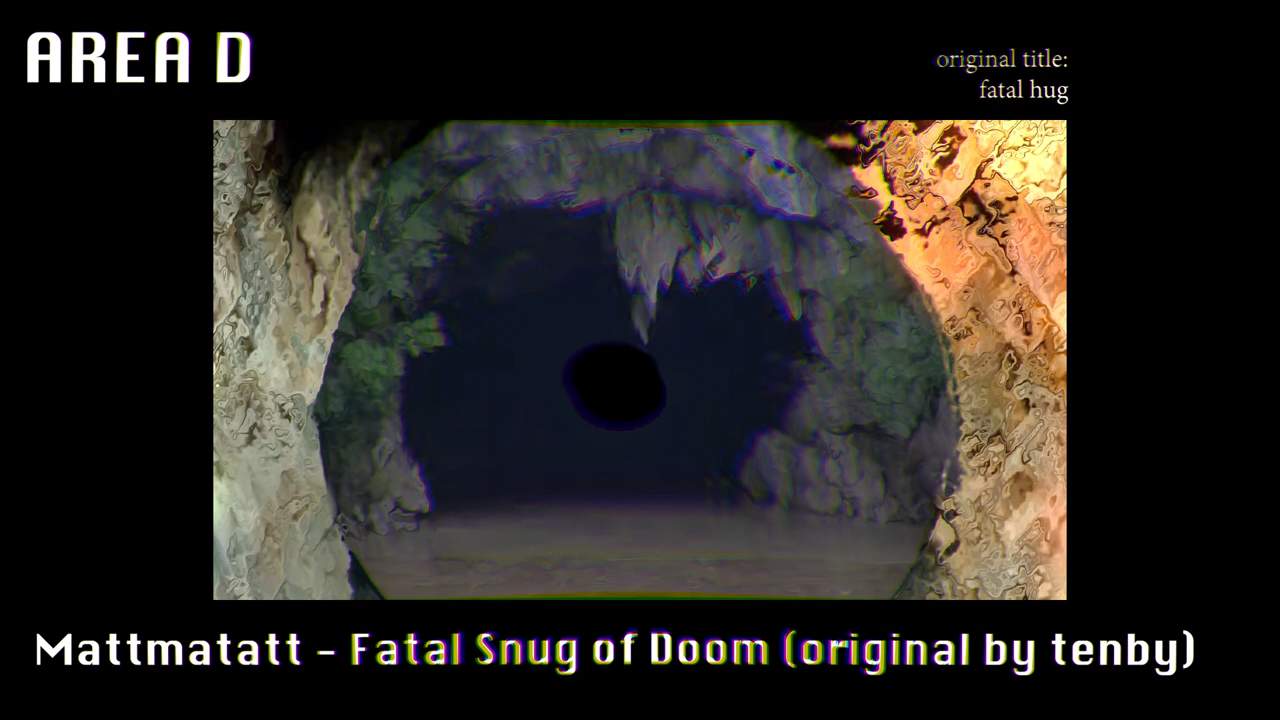 AREA D
original title:
fatal hug
Mattmatatt - Fatal Snug of Doom (original by tenby)